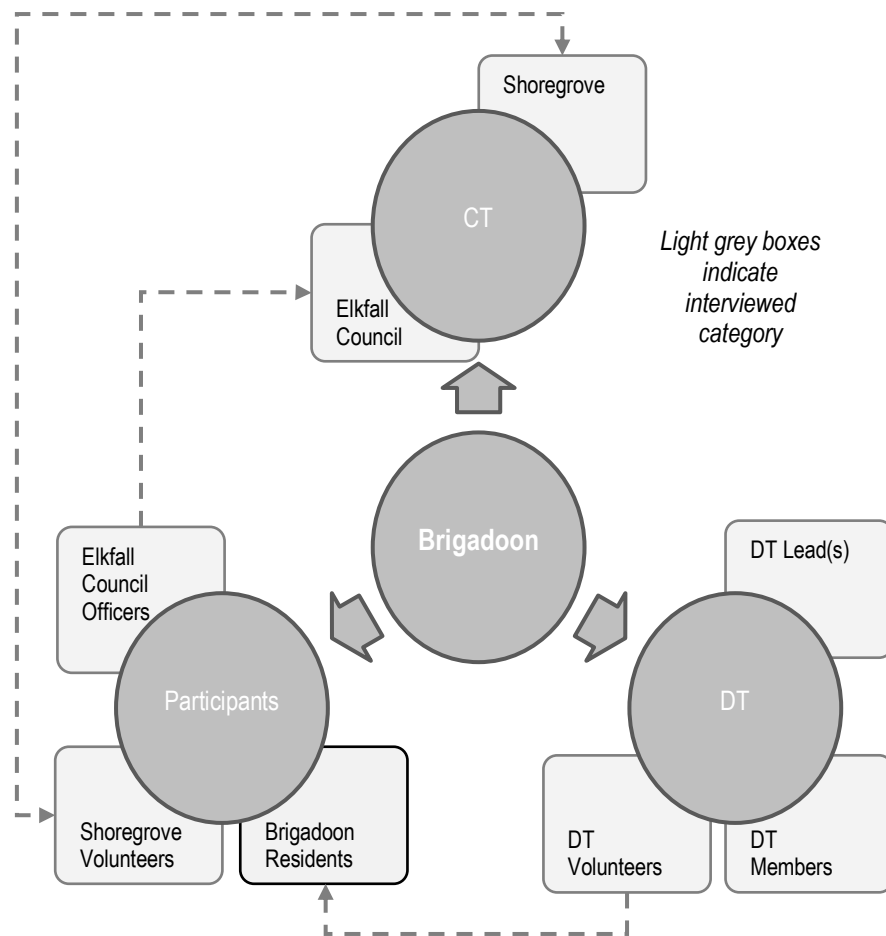 Shoregrove
CT
Light grey boxes
indicate
interviewed
category
Elkfall
Council
Brigadoon
Elkfall
Council
Officers
DT Lead(s)
Participants
DT
Shoregrove
Volunteers
Brigadoon
Residents
DT
Volunteers
DT
Members